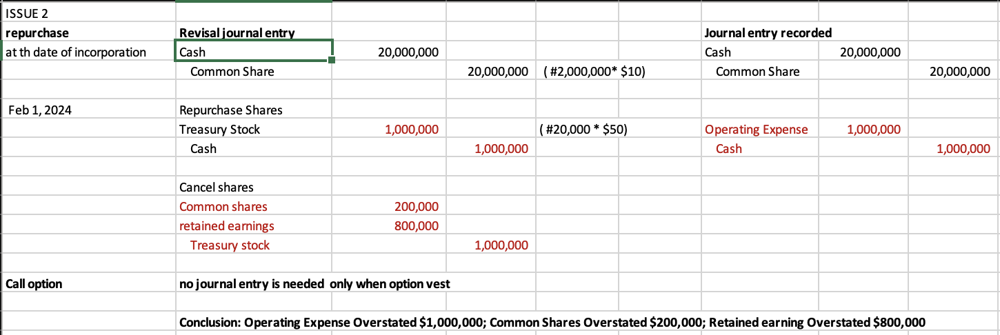 ISSUE 2
repurchase Revisal journal entry Journal entry recorded
at th date of incorporation Cash 20,000,000 Cash 20,000,000
Common Share 20,000,000 ( #2,000,000* $10) Common Share 20,000,000
Feb 1, 2024 Repurchase Shares
Treasury Stock 1,000,000 ( #20,000 * $50) Operating Expense 1,000,000
Cash 1,000,000 Cash 1,000,000
Cancel shares
Common shares 200,000
retained earnings 800,000
Treasury stock 1,000,000
Call option no journal entry is needed only when option vest
Conclusion: Operating Expense Overstated $1,000,000; Common Shares Overstated $200,000; Retained earning Overstated $800,000